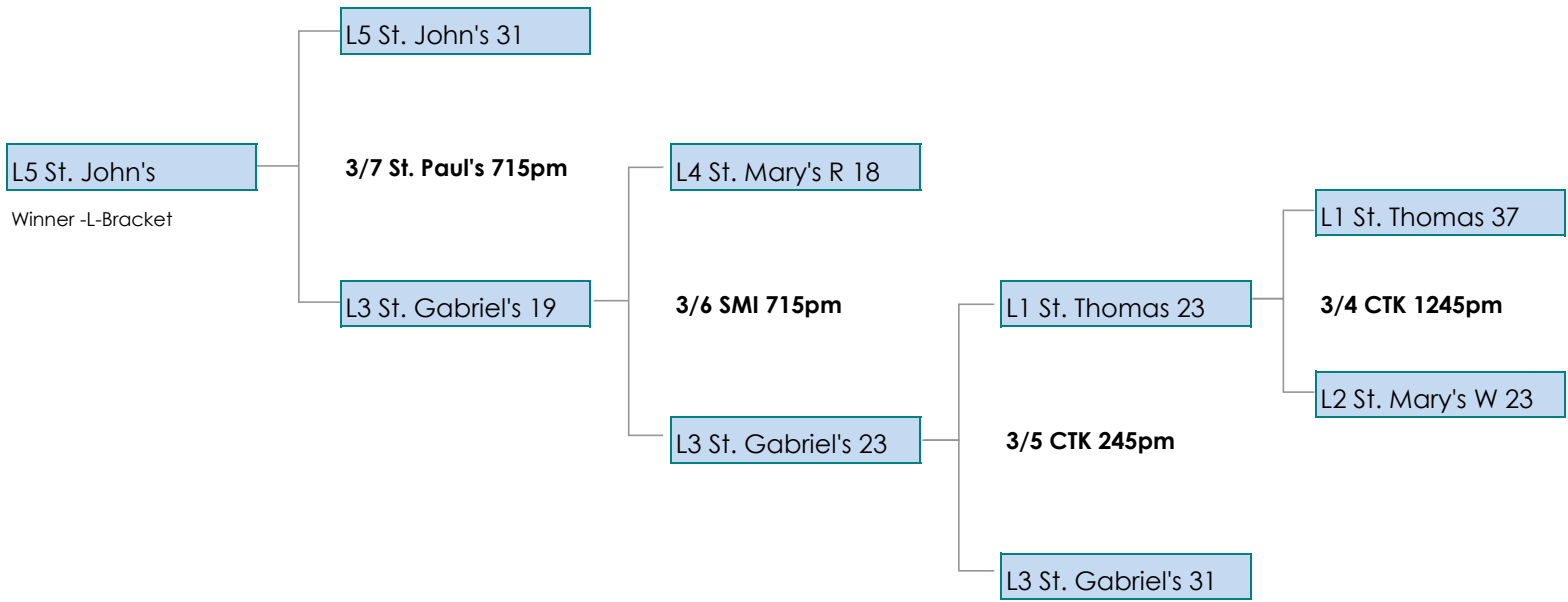 L5 St. John's 31
L5 St. John's
3/7 St. Paul's 715pm
L4 St. Mary's R 18
Winner -L-Bracket
L1 St. Thomas 37
L3 St. Gabriel's 19
3/6 SMI 715pm
L1 St. Thomas 23
3/4 CTK 1245pm
L2 St. Mary's W 23
L3 St. Gabriel's 23
3/5 CTK 245pm
L3 St. Gabriel's 31